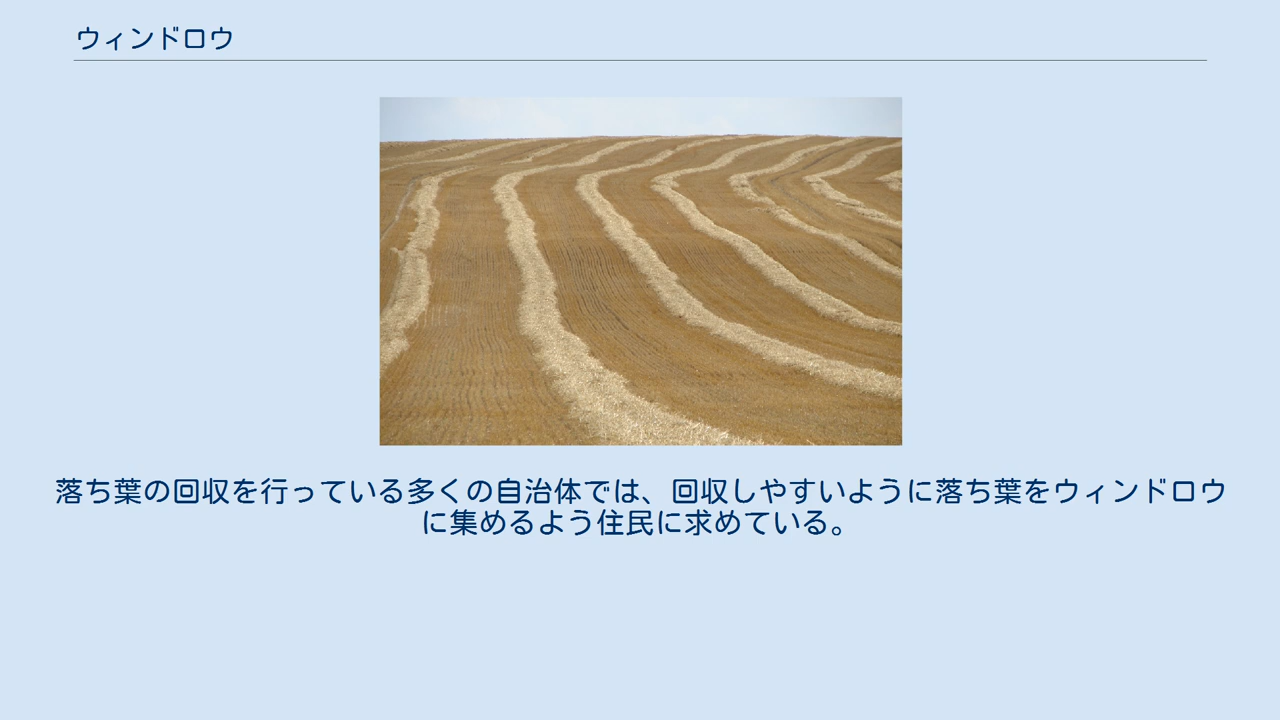 ウィンドロウ
落ち葉の回収を行っている多くの自治体では、回収しやすいように落ち葉をウィンドロウ
に集めるよう住民に求めている。